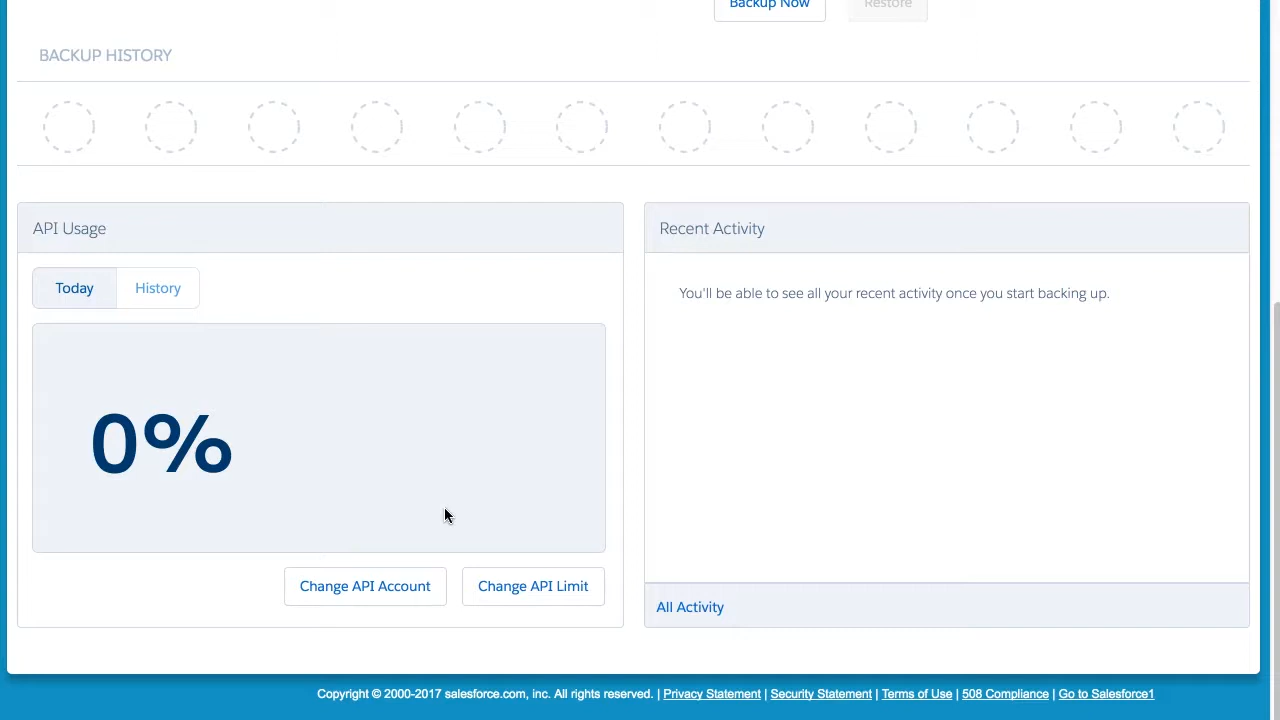 Backup Now
Restore
BACKUP HISTORY
API Usage
Recent Activity
Today
History
You'll be able to see all your recent activity once you start backing up.
0%
Change API Account
Change API Limit
All Activity
Copyright © 2000-2017 salesforce.com, inc. All rights reserved. | Privacy Statement | Security Statement | Terms of Use | 508 Compliance | Go to Salesforce1